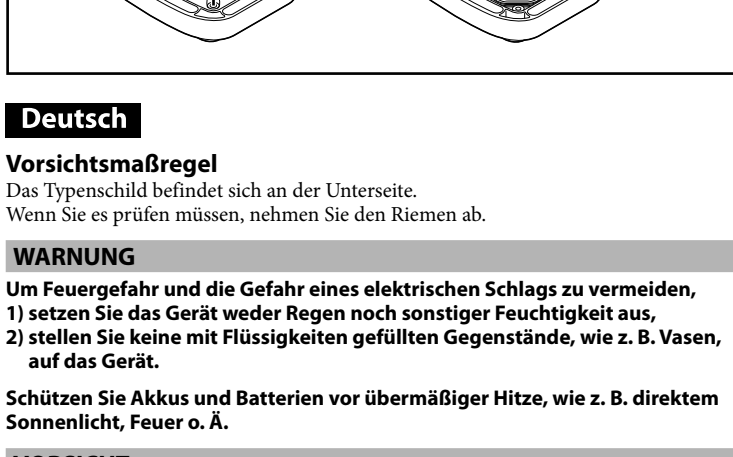 Deutsch
Vorsichtsmaßregel
Das Typenschild befindet sich an der Unterseite.
Wenn Sie es prüfen müssen, nehmen Sie den Riemen ab.
WARNUNG
Um Feuergefahr und die Gefahr eines elektrischen Schlags zu vermeiden,
1) setzen Sie das Gerät weder Regen noch sonstiger Feuchtigkeit aus,
2) stellen Sie keine mit Flüssigkeiten gefüllten Gegenstände, wie z. B. Vasen,
auf das Gerät.
Schützen Sie Akkus und Batterien vor übermäßiger Hitze, wie z. B. direktem
Sonnenlicht, Feuer o. Ä.